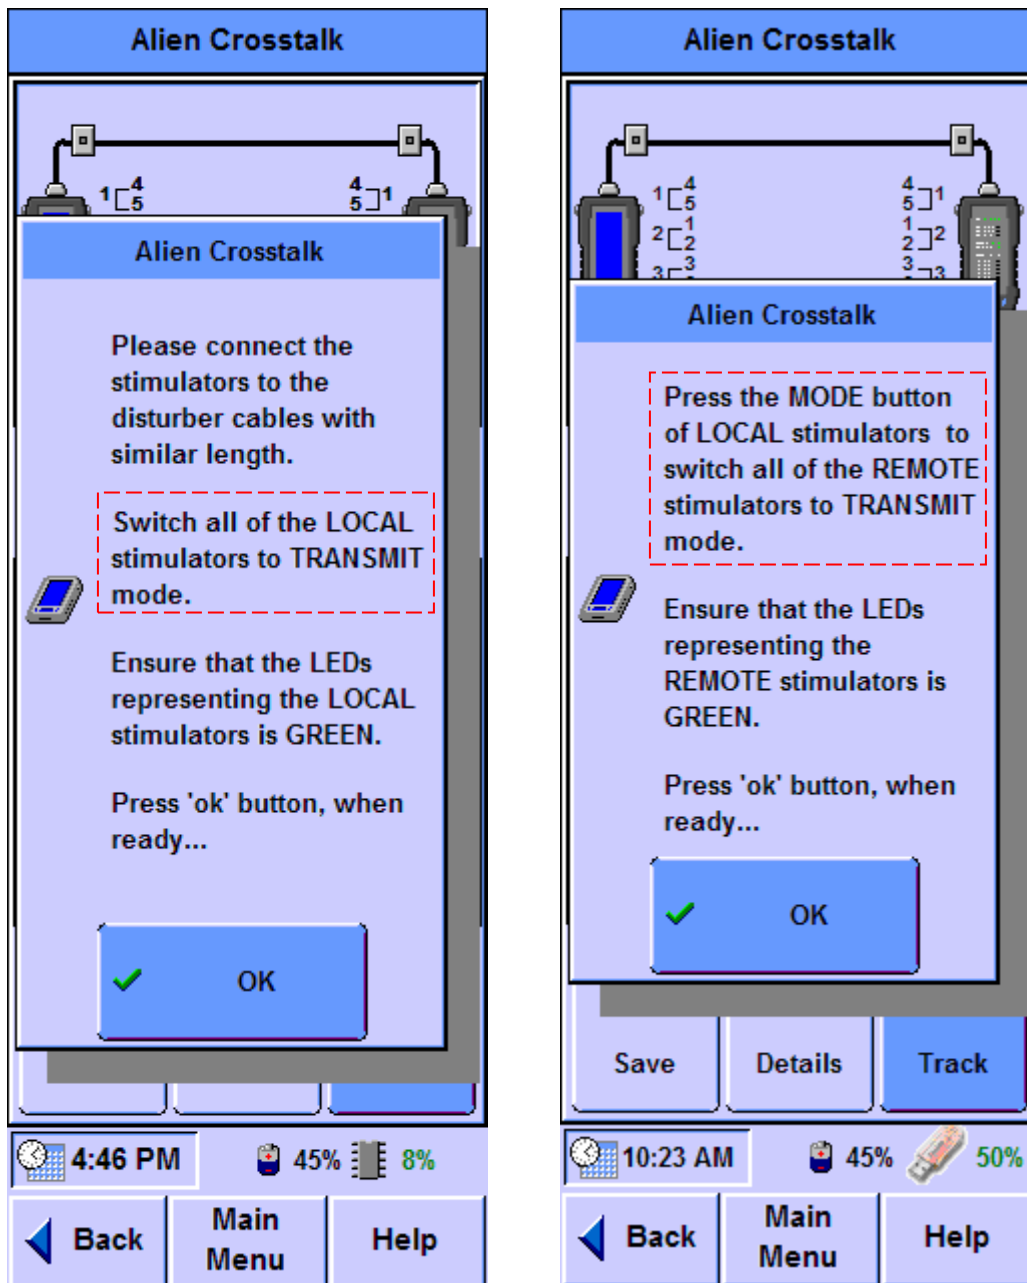 Alien Crosstalk
1 4
5
4 1
5
Alien Crosstalk
Please connect the
stimulators to the
disturber cables with
similar length.
Switch all of the LOCAL
stimulators to TRANSMIT
mode.
Ensure that the LEDs
representing the LOCAL
stimulators is GREEN.
Press 'ok' button, when
ready...
OK
4:46 PM
45%
8%
Back
Main
Menu
Help
Alien Crosstalk
1 4
5
2 1
2
3 3
4 1
5
1 2
2
3 3
Alien Crosstalk
Press the MODE button
of LOCAL stimulators to
switch all of the REMOTE
stimulators to TRANSMIT
mode.
Ensure that the LEDs
representing the
REMOTE stimulators is
GREEN.
Press 'ok' button, when
ready...
OK
Save
Details
Track
10:23 AM
45%
50%
Back
Main
Menu
Help